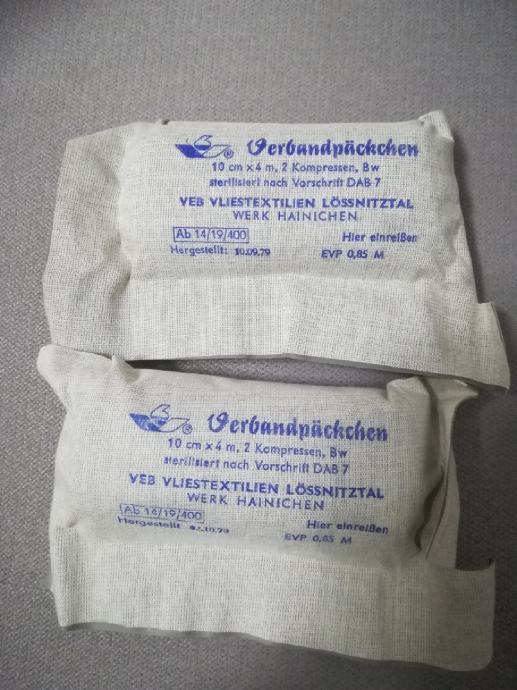 Verbandpäckchen
10 cm x 4 m, 2 Kompressen, Bw
sterilisiert nach Vorschrift DAB 7
VEB VLIESTEXTILIEN LÖSSNITZTAL
WERK HAINICHEN
Ab 14/19/400 Hier einreißen
Hergestellt: 10.09.79 EVP 0,85 M
Verbandpäckchen
10 cm x 4 m, 2 Kompressen, Bw
sterilisiert nach Vorschrift DAB 7
VEB VLIESTEXTILIEN LÖSSNITZTAL
WERK HAINICHEN
Ab 14/19/400 Hier einreißen
Hergestellt EVP 0,85 M